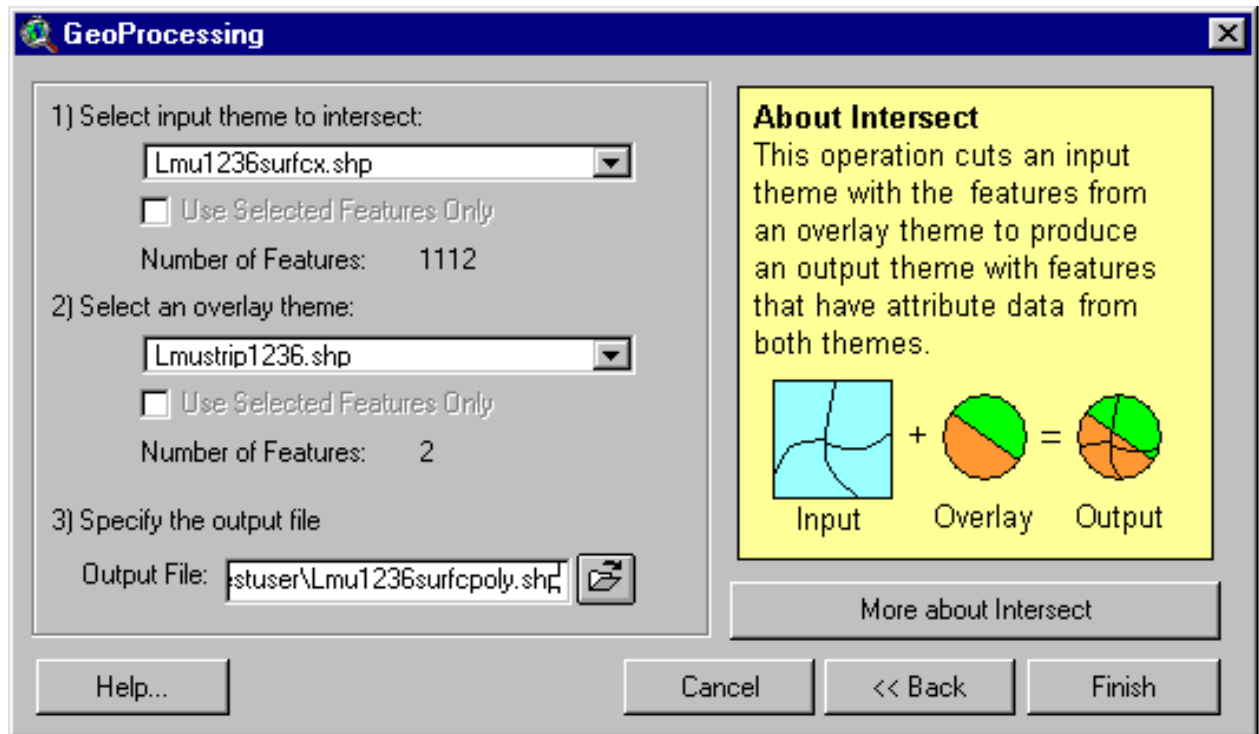 GeoProcessing
1) Select input theme to intersect:
Lmu1236surfcx.shp
Use Selected Features Only
Number of Features: 1112
2) Select an overlay theme:
Lmustrip1236.shp
Use Selected Features Only
Number of Features: 2
3) Specify the output file
Output File: estuser\Lmu1236surfcpoly.shp
Help...
About Intersect
This operation cuts an input
theme with the features from
an overlay theme to produce
an output theme with features
that have attribute data from
both themes.
+ =
Input Overlay Output
More about Intersect
Cancel << Back Finish